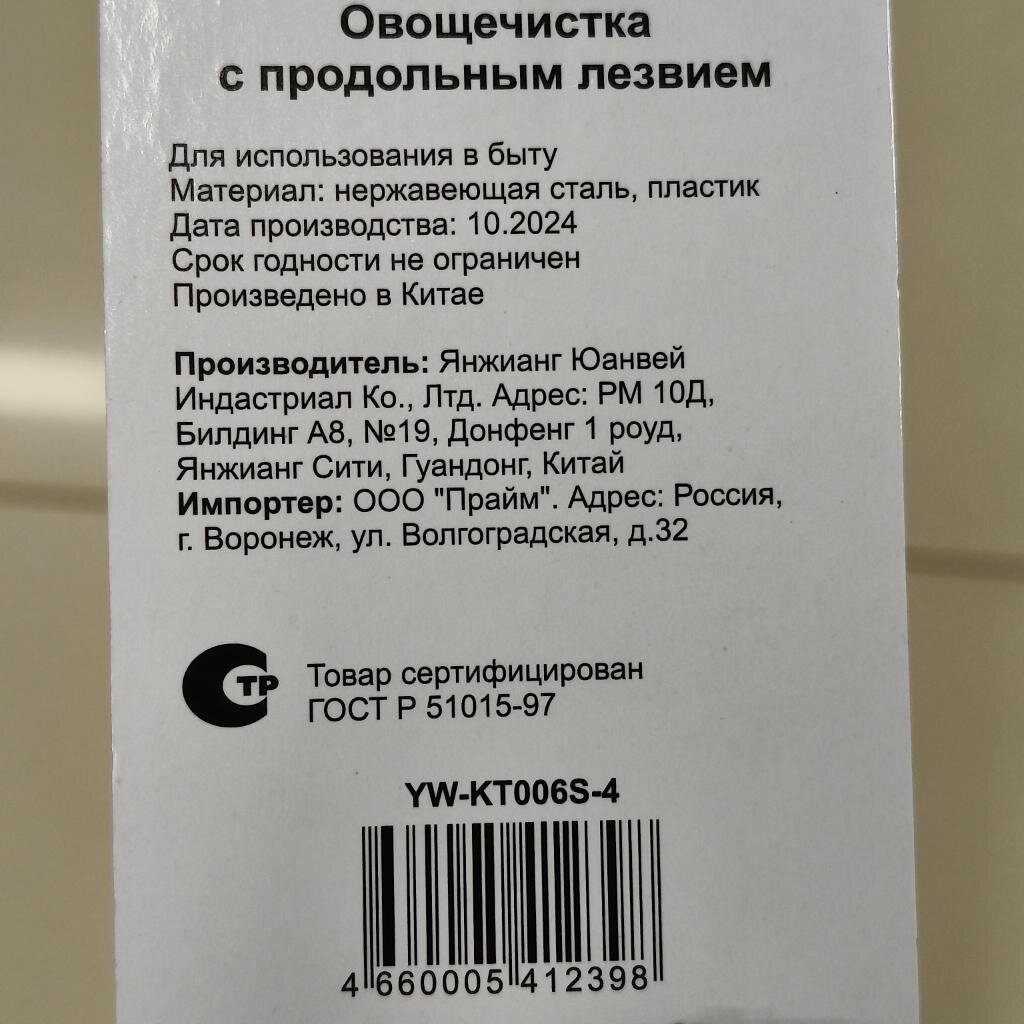 Овощечистка
с продольным лезвием
Для использования в быту
Материал: нержавеющая сталь, пластик
Дата производства: 10.2024
Срок годности не ограничен
Произведено в Китае
Производитель: Янжианг Юанвей
Индастриал Ко., Лтд. Адрес: РМ 10Д,
Билдинг А8, №19, Донфенг 1 роуд,
Янжианг Сити, Гуандонг, Китай
Импортер: ООО "Прайм". Адрес: Россия,
г. Воронеж, ул. Волгоградская, д.32
СТР
Товар сертифицирован
ГОСТ Р 51015-97
YW-KT006S-4
4 660005 412398